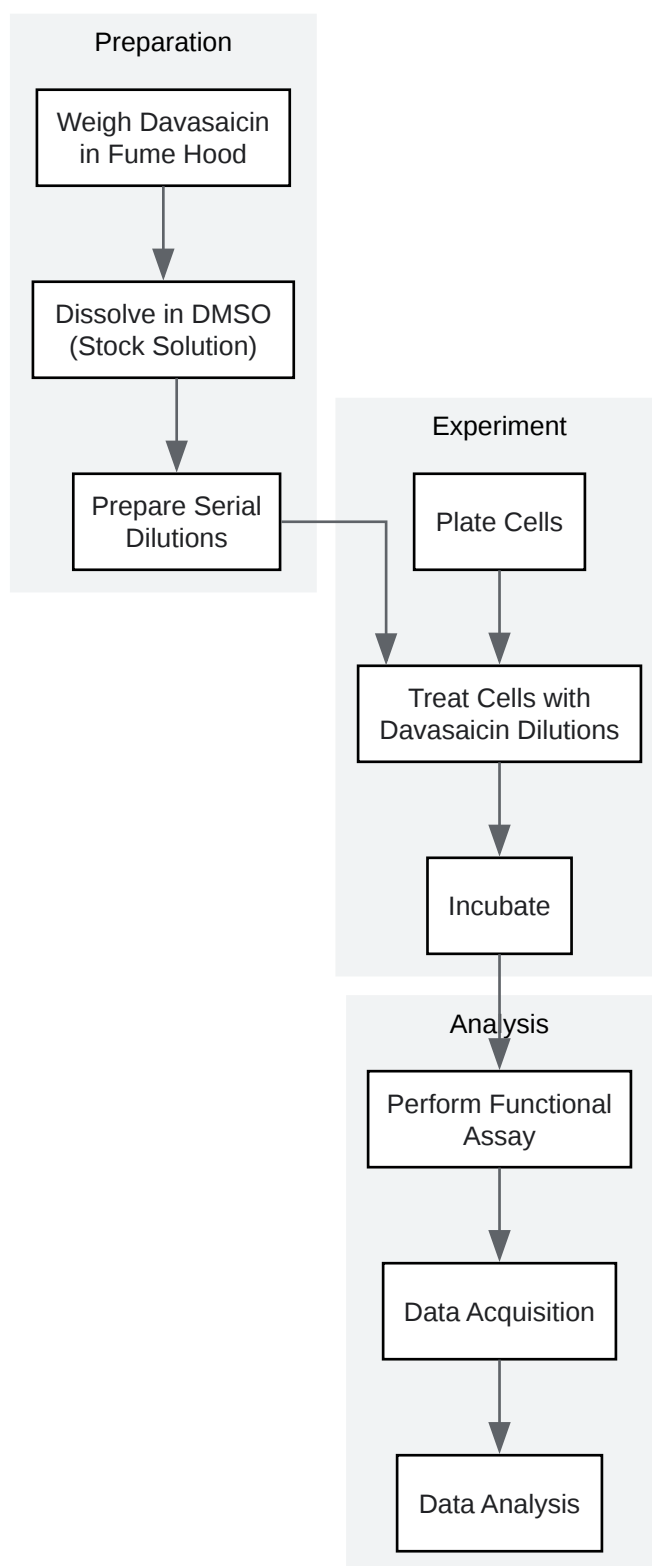 Preparation
Weigh Davasaicin
in Fume Hood
Dissolve in DMSO
(Stock Solution)
Prepare Serial
Dilutions
Experiment
Plate Cells
Treat Cells with
Davasaicin Dilutions
Incubate
Analysis
Perform Functional
Assay
Data Acquisition
Data Analysis